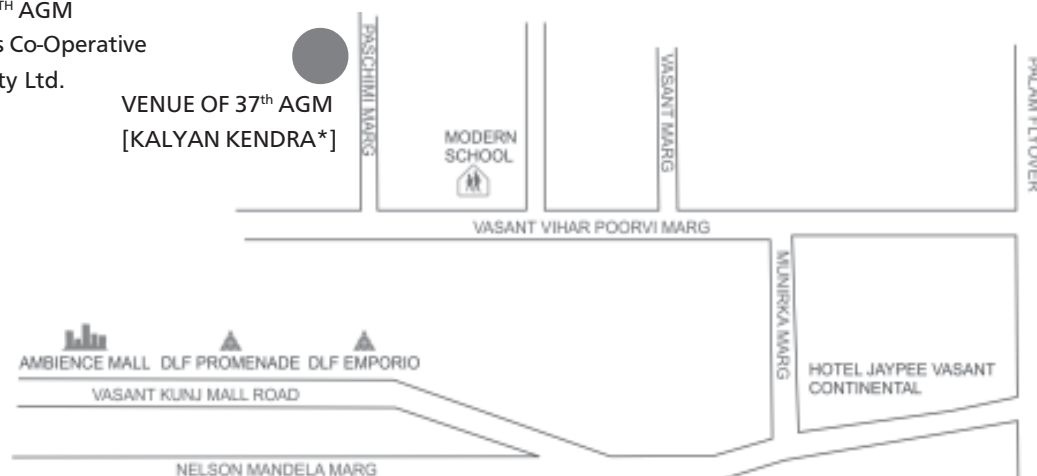 TH AGM
s Co-Operative
ty Ltd.
VENUE OF 37th AGM
[KALYAN KENDRA*]
PASCHIMI MARG
MODERN
SCHOOL
VASANT MARG
PALAM FLYOVER
VASANT VIHAR POORVI MARG
MUNIRKA MARG
AMBIENCE MALL DLF PROMENADE DLF EMPORIO
HOTEL JAYPEE VASANT
CONTINENTAL
VASANT KUNJ MALL ROAD
NELSON MANDELA MARG